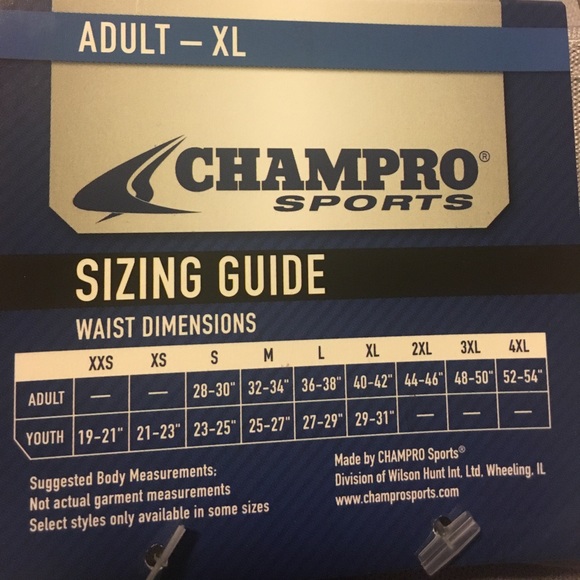 ADULT – XL
CHAMPRO®
SPORTS
SIZING GUIDE
WAIST DIMENSIONS
XXS XS S M L XL 2XL 3XL 4XL
ADULT — — 28-30" 32-34" 36-38" 40-42" 44-46" 48-50" 52-54"
YOUTH 19-21" 21-23" 23-25" 25-27" 27-29" 29-31" — — —
Suggested Body Measurements:
Not actual garment measurements
Select styles only available in some sizes
Made by CHAMPRO Sports®
Division of Wilson Hunt Int. Ltd, Wheeling, IL
www.champrosports.com